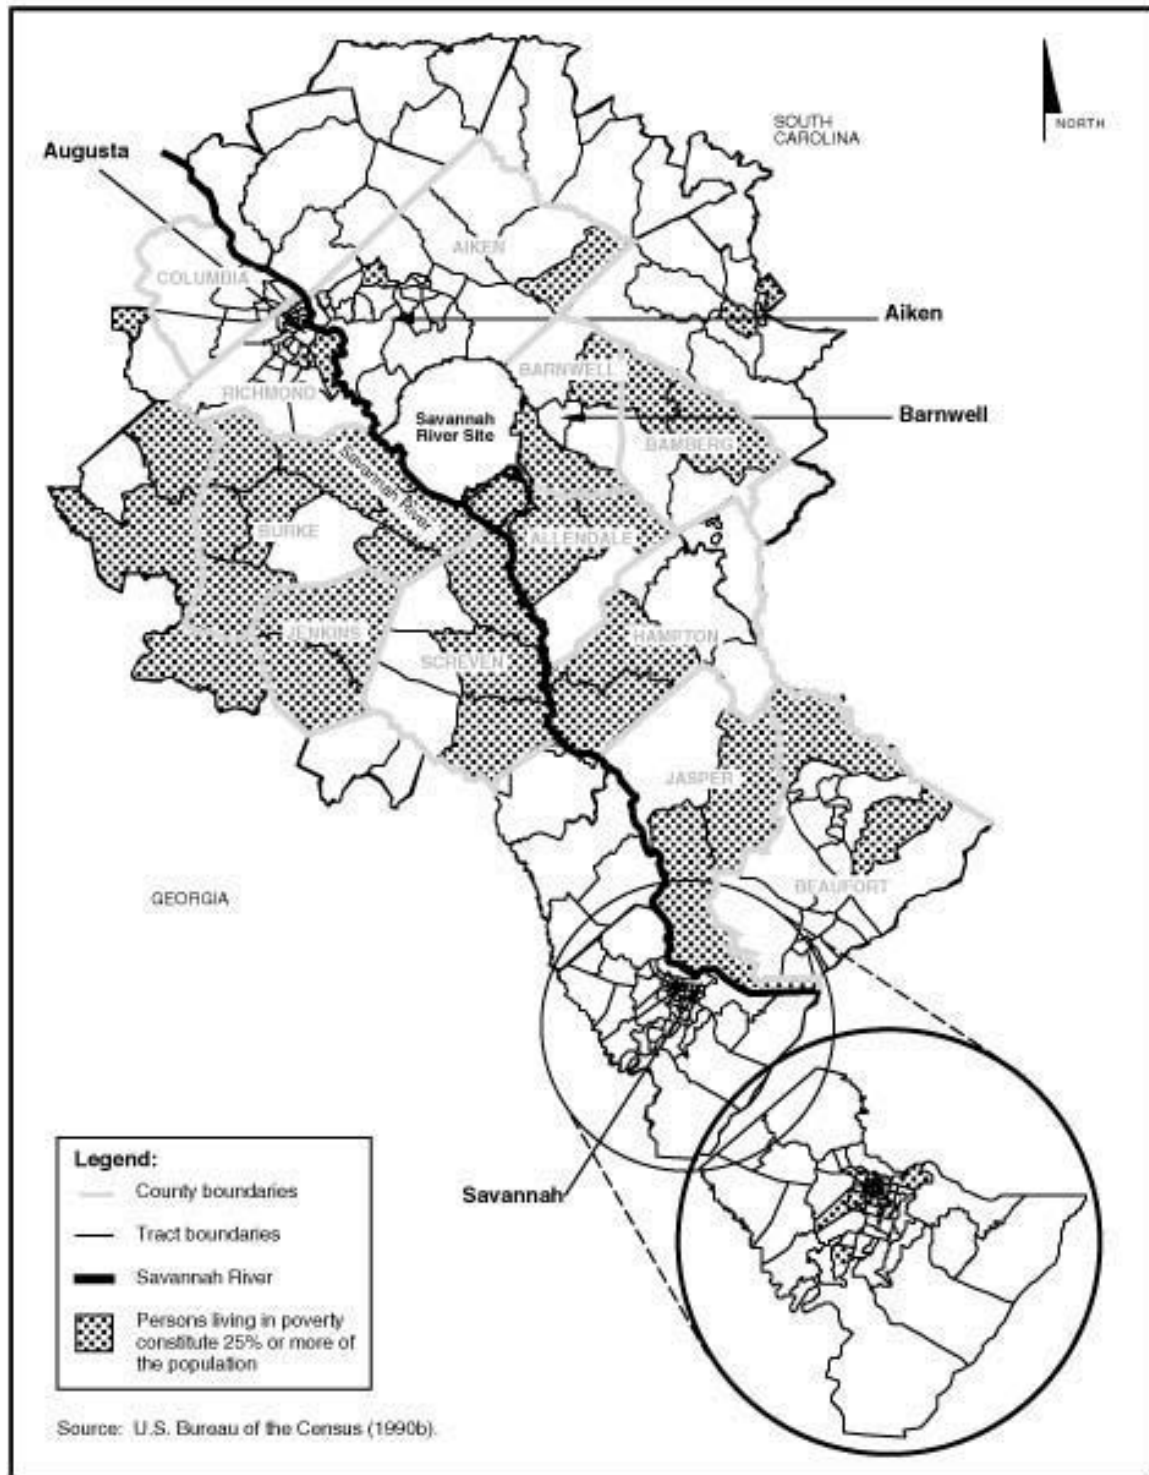 SOUTH
CAROLINA
NORTH
Augusta
AIKEN
COLUMBIA
Aiken
BARNWELL
RICHMOND
Savannah
River Site
Barnwell
BAMBERG
Savannah River
BURKE
ALLENDALE
JENKINS
HAMPTON
SCHEVEN
JASPER
BEAUFORT
GEORGIA
Savannah
Legend:
County boundaries
Tract boundaries
Savannah River
Persons living in poverty
constitute 25% or more of
the population
Source: U.S. Bureau of the Census (1990b).